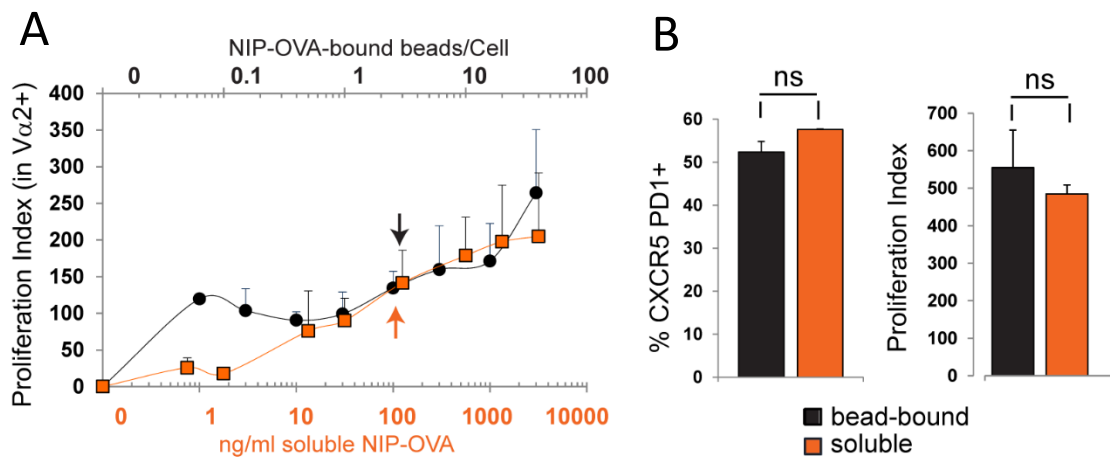 A
NIP-OVA-bound beads/Cell
0 0.1 1 2 10 100
Proliferation Index (in Vα2+)
400
350
300
250
200
150
100
50
0
0 1 10 100 1000 10000
ng/ml soluble NIP-OVA
B
ns
% CXCR5 PD1+
60
50
40
30
20
10
0
ns
Proliferation Index
700
600
500
400
300
200
100
0
bead-bound
soluble